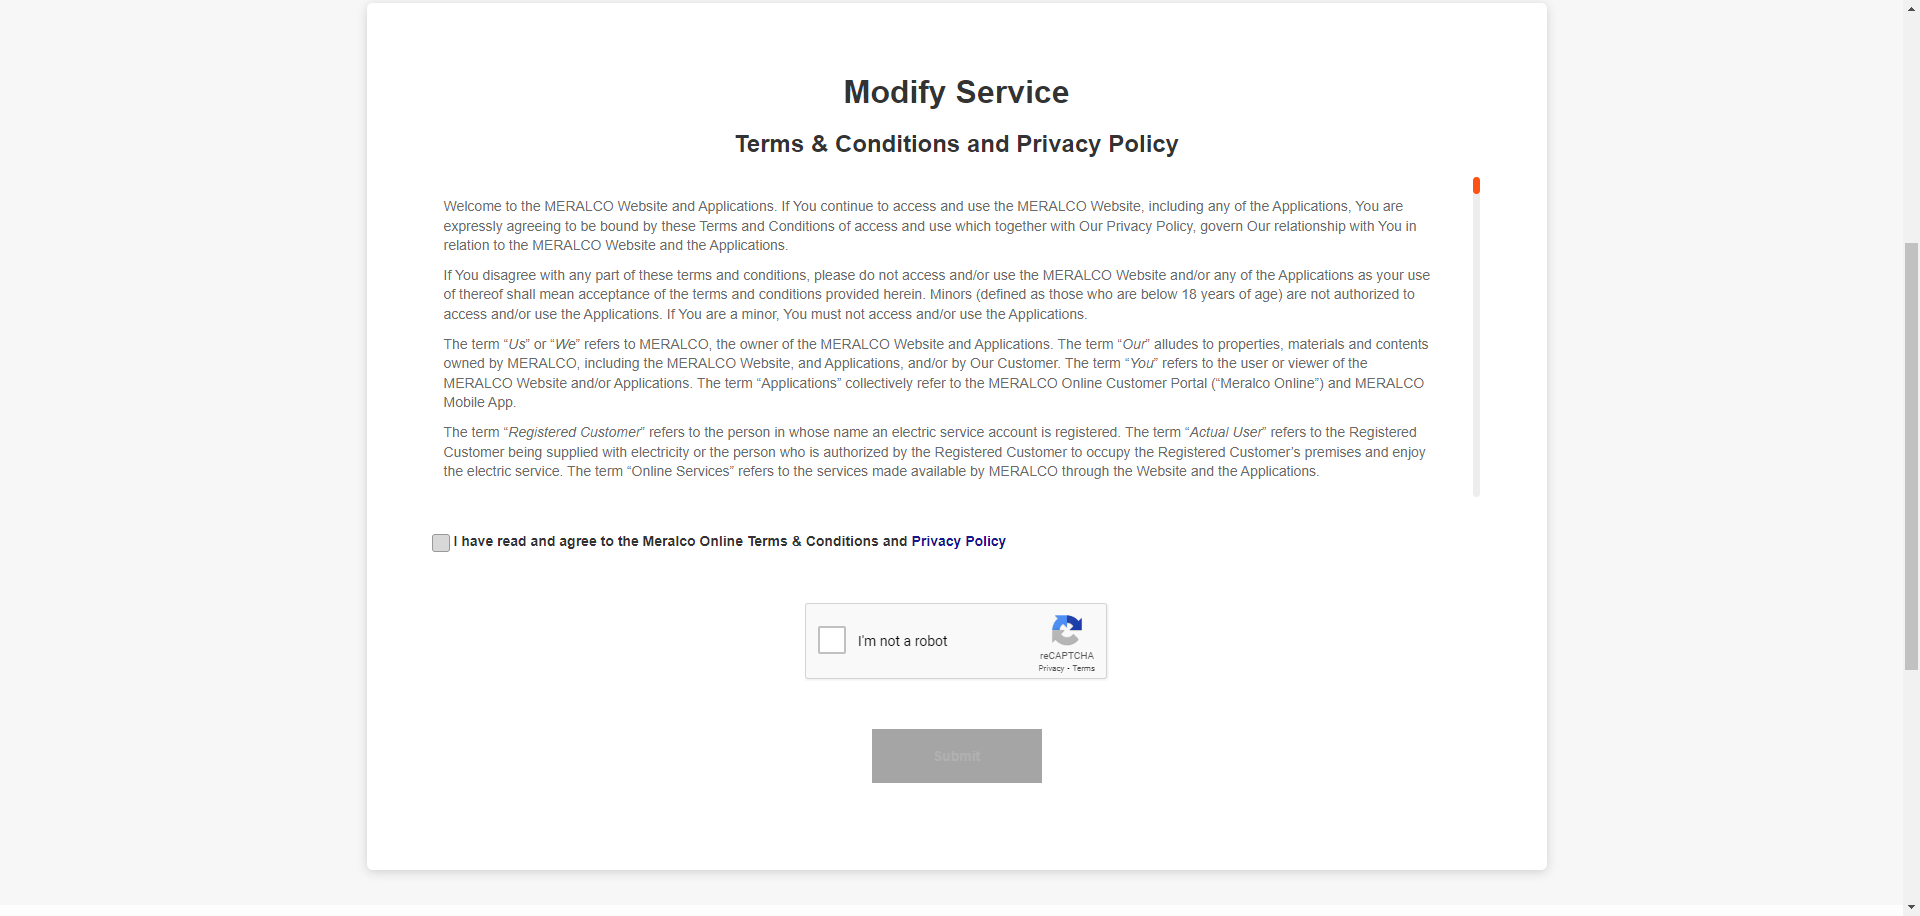 Modify Service
Terms & Conditions and Privacy Policy
Welcome to the MERALCO Website and Applications. If You continue to access and use the MERALCO Website, including any of the Applications, You are
expressly agreeing to be bound by these Terms and Conditions of access and use which together with Our Privacy Policy, govern Our relationship with You in
relation to the MERALCO Website and the Applications.
If You disagree with any part of these terms and conditions, please do not access and/or use the MERALCO Website and/or any of the Applications as your use
of thereof shall mean acceptance of the terms and conditions provided herein. Minors (defined as those who are below 18 years of age) are not authorized to
access and/or use the Applications. If You are a minor, You must not access and/or use the Applications.
The term “Us” or “We” refers to MERALCO, the owner of the MERALCO Website and Applications. The term “Our” alludes to properties, materials and contents
owned by MERALCO, including the MERALCO Website, and Applications, and/or by Our Customer. The term “You” refers to the user or viewer of the
MERALCO Website and/or Applications. The term “Applications” collectively refer to the MERALCO Online Customer Portal (“Meralco Online”) and MERALCO
Mobile App.
The term “Registered Customer” refers to the person in whose name an electric service account is registered. The term “Actual User” refers to the Registered
Customer being supplied with electricity or the person who is authorized by the Registered Customer to occupy the Registered Customer’s premises and enjoy
the electric service. The term “Online Services” refers to the services made available by MERALCO through the Website and the Applications.
I have read and agree to the Meralco Online Terms & Conditions and Privacy Policy
I'm not a robot
reCAPTCHA
Privacy - Terms
Submit